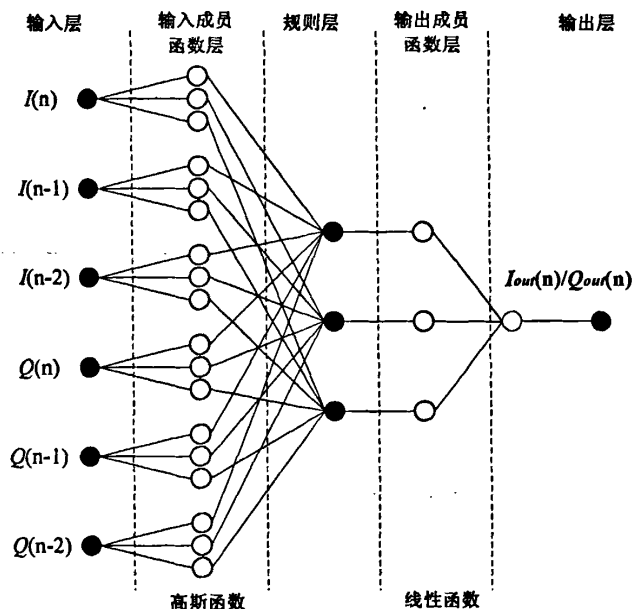 输入层
输入成员
函数层
规则层
输出成员
函数层
输出层
I(n)
I(n-1)
I(n-2)
Q(n)
Q(n-1)
Q(n-2)
Iout(n)/Qout(n)
高斯函数
线性函数